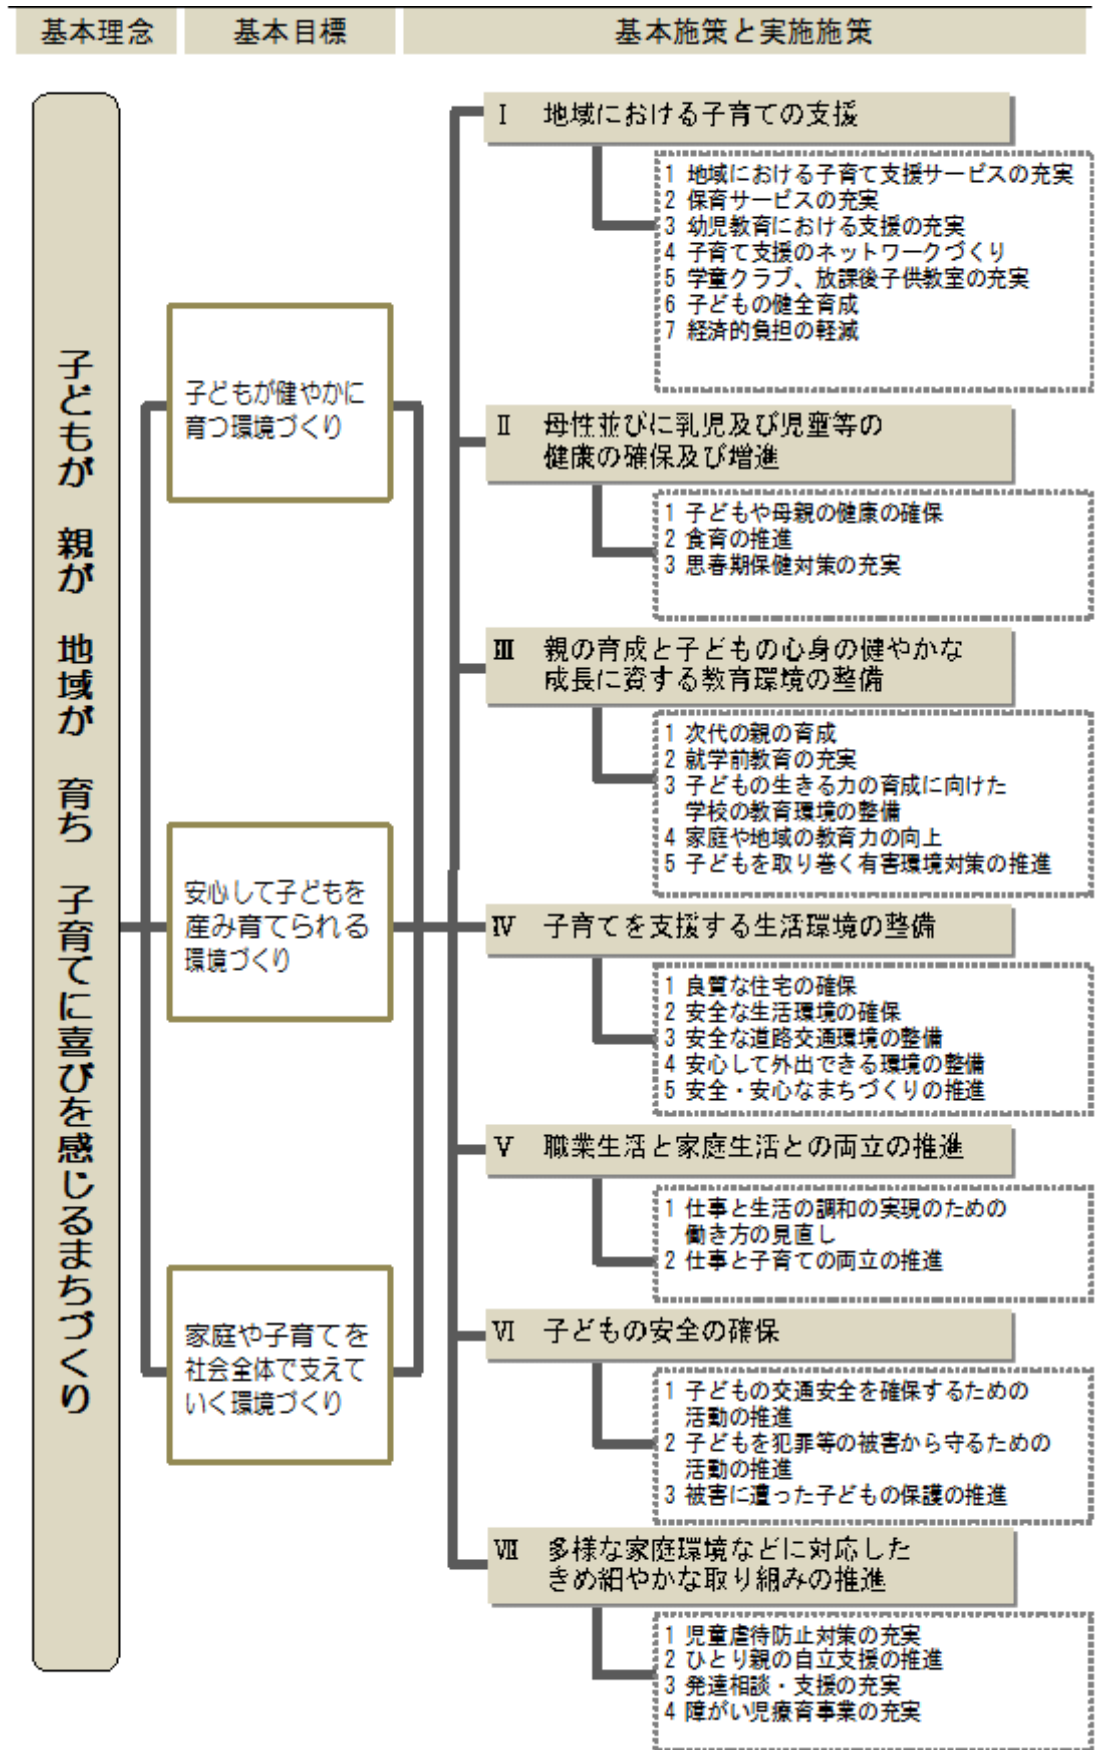 基本理念
基本目標
基本施策と実施施策
子どもが 親が 地域が 育ち 子育てに喜びを感じるまちづくり
子どもが健やかに
育つ環境づくり
安心して子どもを
産み育てられる
環境づくり
家庭や子育てを
社会全体で支えて
いく環境づくり
Ⅰ 地域における子育ての支援
1 地域における子育て支援サービスの充実
2 保育サービスの充実
3 幼児教育における支援の充実
4 子育て支援のネットワークづくり
5 学童クラブ、放課後子供教室の充実
6 子どもの健全育成
7 経済的負担の軽減
Ⅱ 母性並びに乳児及び児童等の
健康の確保及び増進
1 子どもや母親の健康の確保
2 食育の推進
3 思春期保健対策の充実
Ⅲ 親の育成と子どもの心身の健やかな
成長に資する教育環境の整備
1 次代の親の育成
2 就学前教育の充実
3 子どもの生きる力の育成に向けた
学校の教育環境の整備
4 家庭や地域の教育力の向上
5 子どもを取り巻く有害環境対策の推進
Ⅳ 子育てを支援する生活環境の整備
1 良質な住宅の確保
2 安全な生活環境の確保
3 安全な道路交通環境の整備
4 安心して外出できる環境の整備
5 安全・安心なまちづくりの推進
Ⅴ 職業生活と家庭生活との両立の推進
1 仕事と生活の調和の実現のための
働き方の見直し
2 仕事と子育ての両立の推進
Ⅵ 子どもの安全の確保
1 子どもの交通安全を確保するための
活動の推進
2 子どもを犯罪等の被害から守るための
活動の推進
3 被害に遭った子どもの保護の推進
Ⅶ 多様な家庭環境などに対応した
きめ細やかな取り組みの推進
1 児童虐待防止対策の充実
2 ひとり親の自立支援の推進
3 発達相談・支援の充実
4 障がい児療育事業の充実